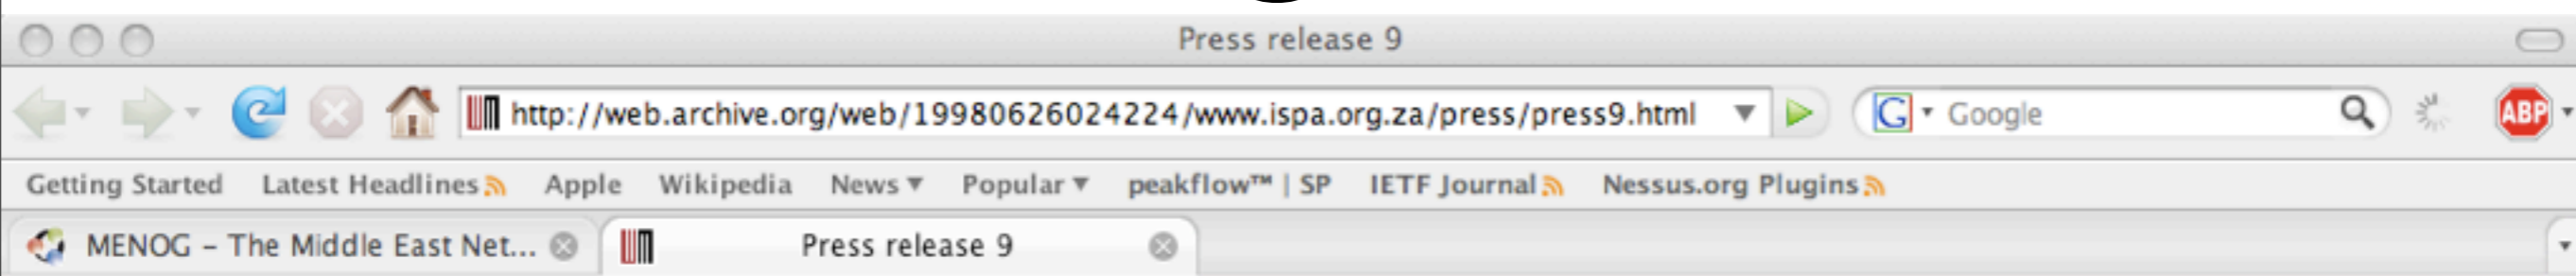 Press release 9
http://web.archive.org/web/19980626024224/www.ispa.org.za/press/press9.html G Google ABP
Getting Started Latest Headlines Apple Wikipedia News Popular peakflow™ | SP IETF Journal Nessus.org Plugins
MENOG – The Middle East Net... Press release 9